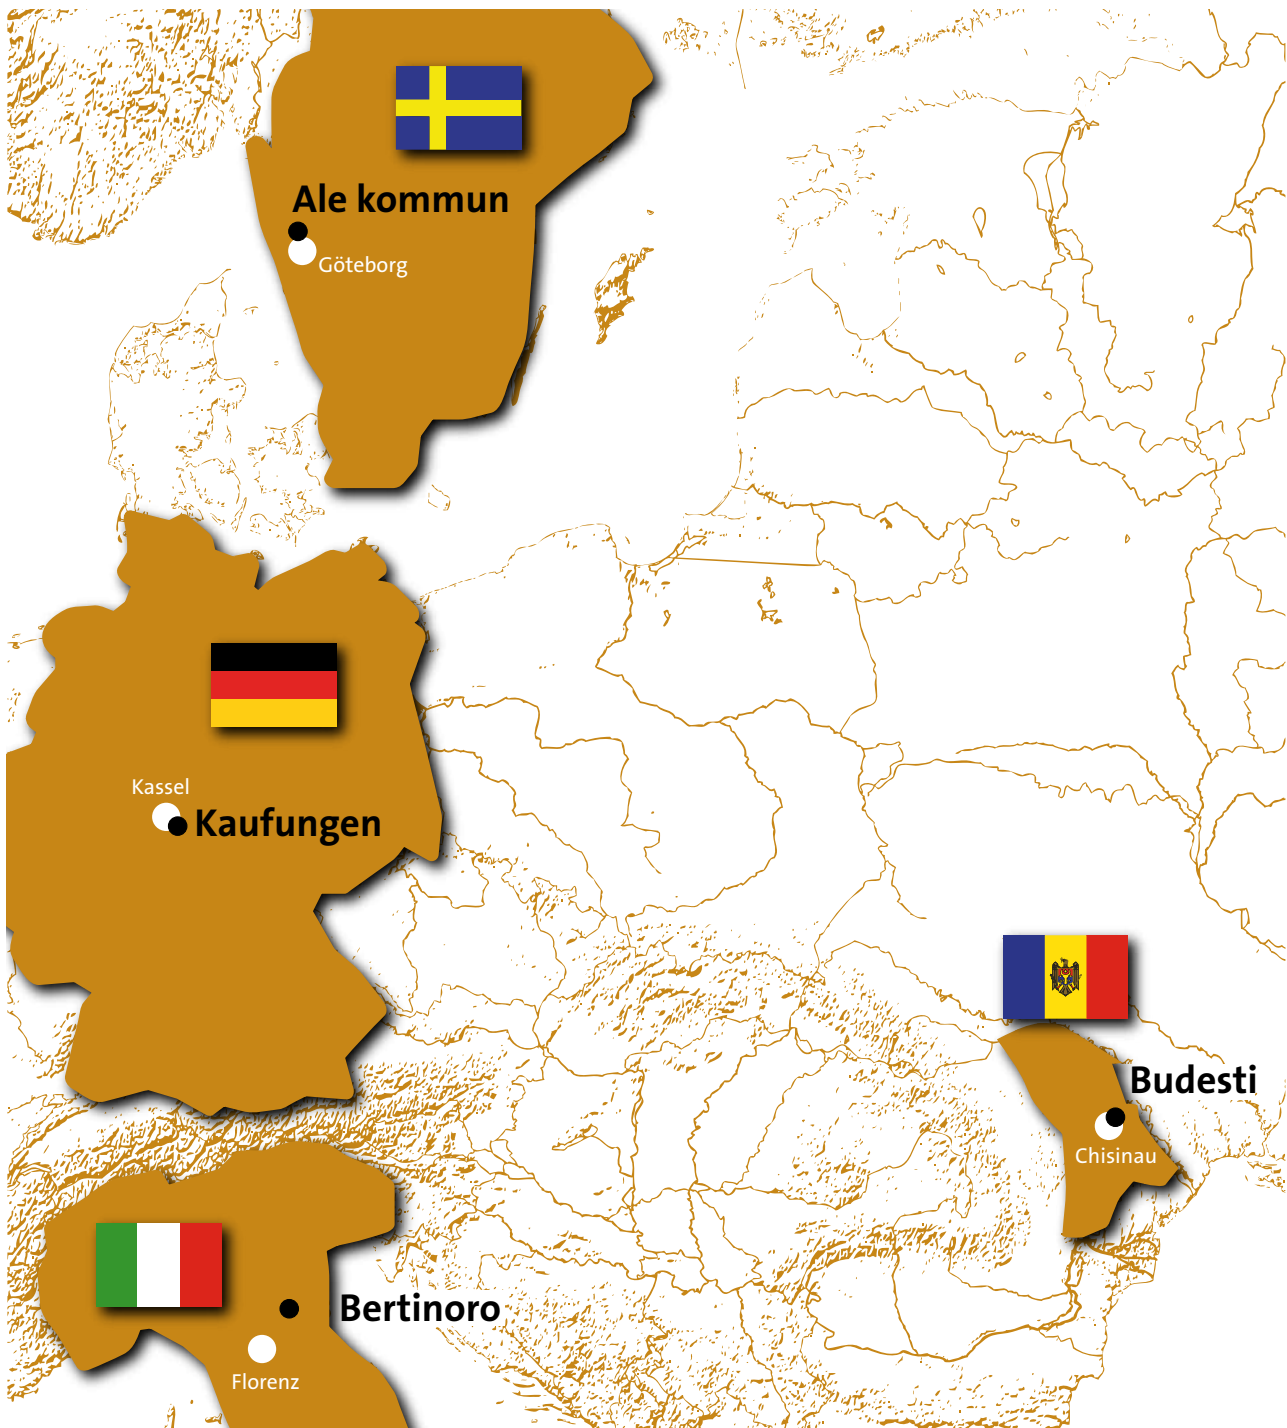 Ale kommun
Göteborg
Kassel
Kaufungen
Budesti
Chisinau
Bertinoro
Florenz